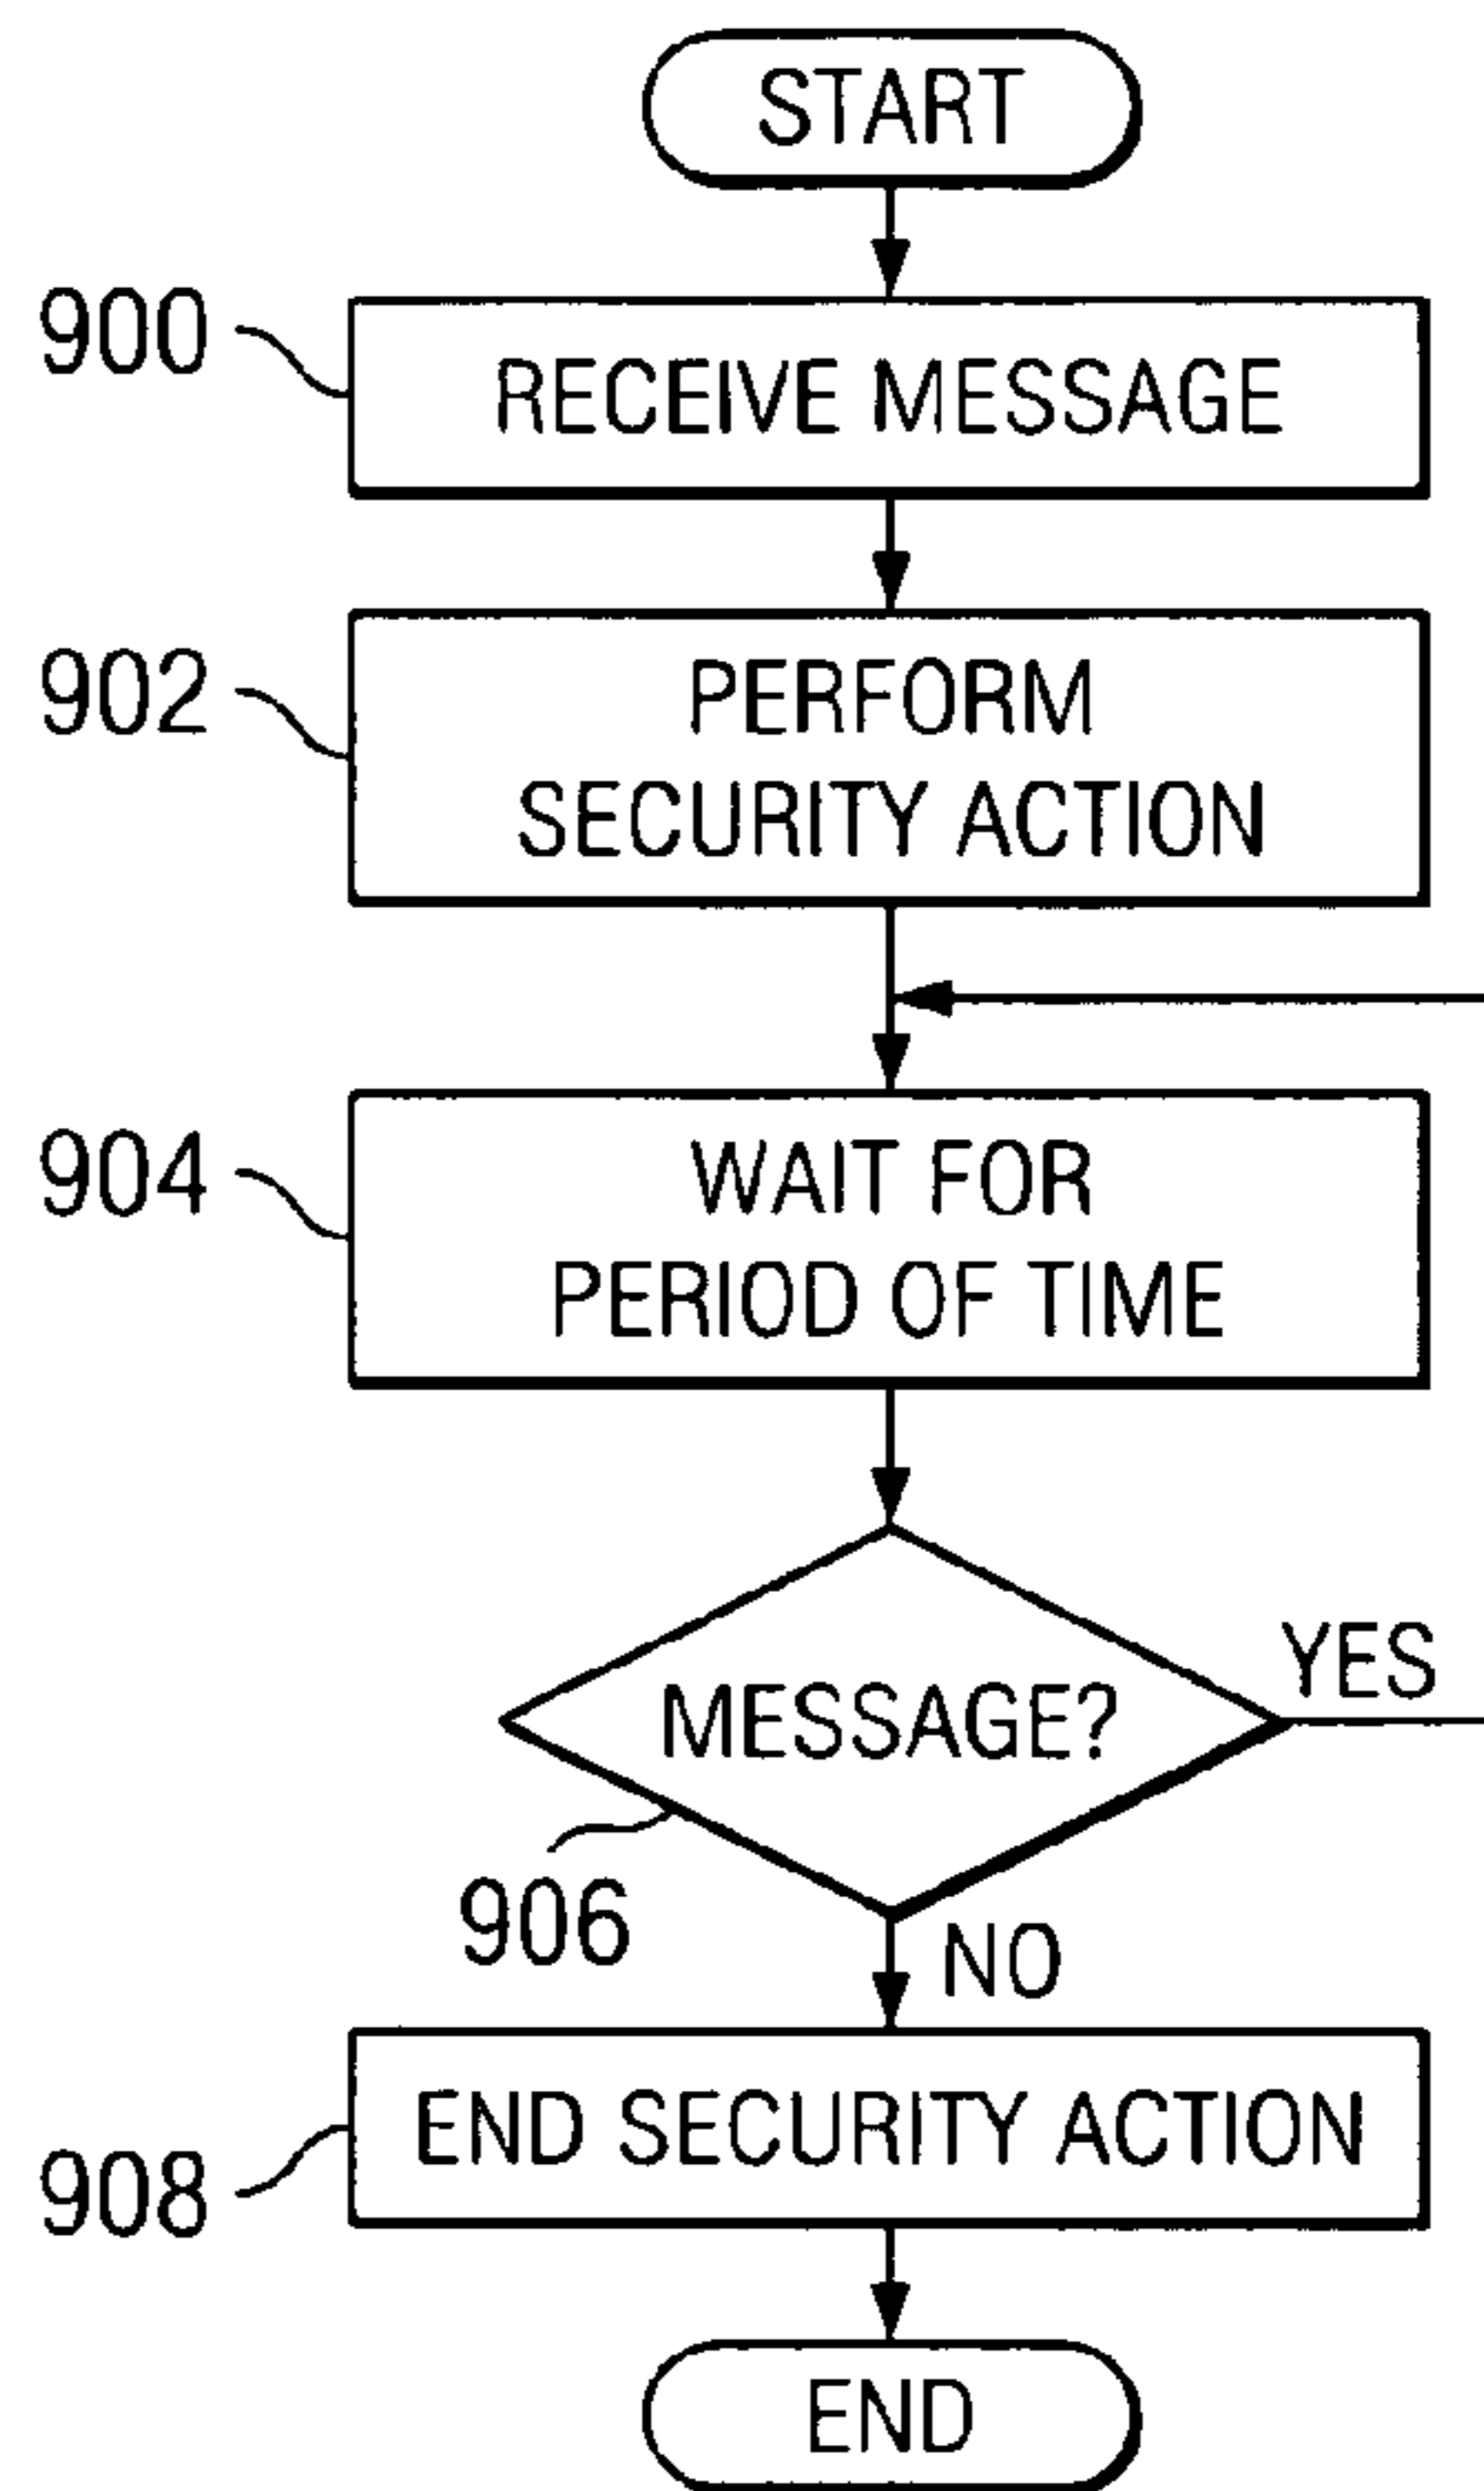 START
900
RECEIVE MESSAGE
902
PERFORM
SECURITY ACTION
904
WAIT FOR
PERIOD OF TIME
MESSAGE?
YES
906
NO
END SECURITY ACTION
908
END